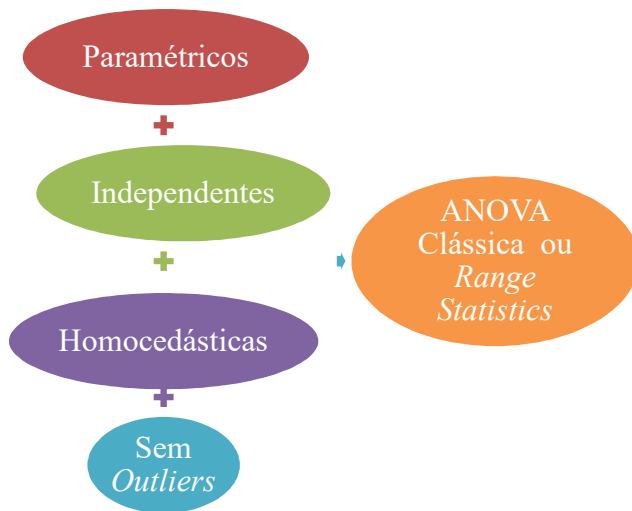 Paramétricos
Independentes
Homocedásticas
Sem
Outliers
ANOVA
Clássica ou
Range
Statistics